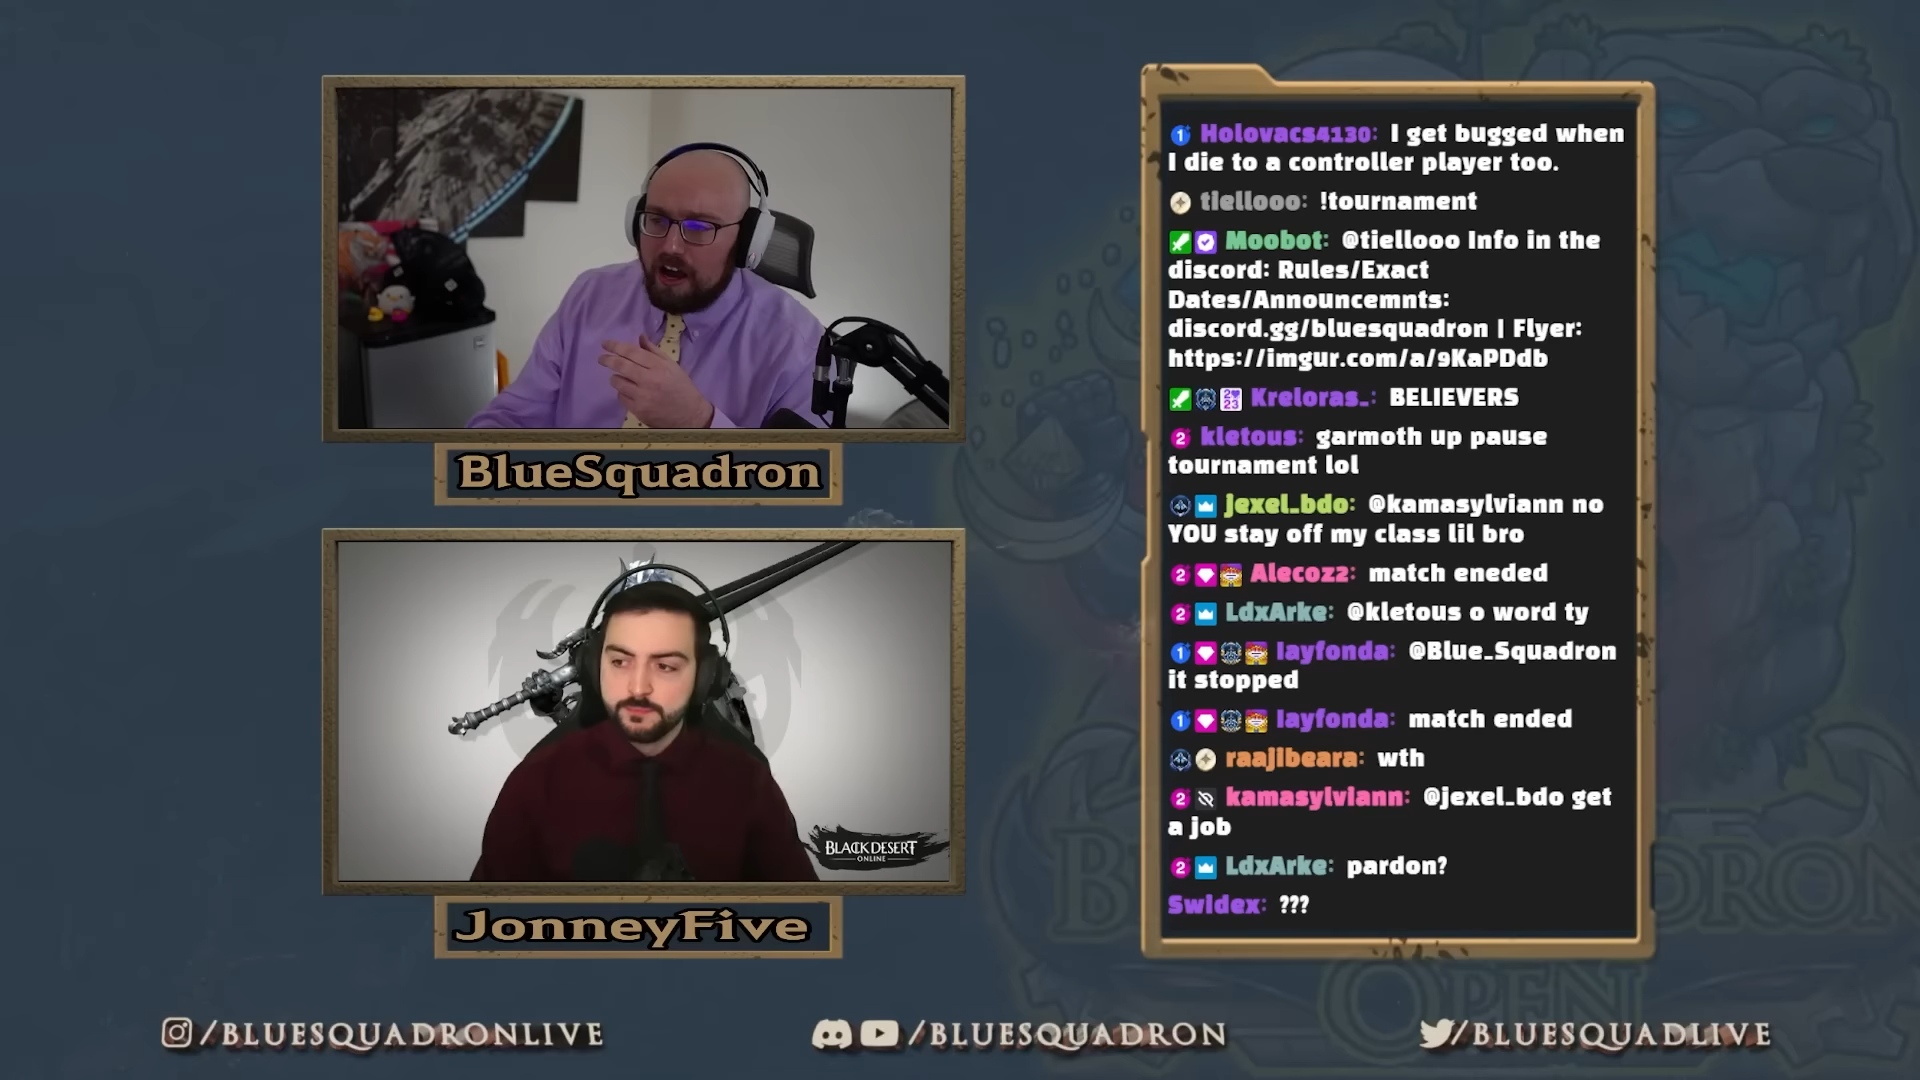 BlueSquadron
BLACK DESERT
ONLINE
JonneyFive
Holovacs4130: I get bugged when
I die to a controller player too.
tiellooo: !tournament
Moobot: @tiellooo Info in the
discord: Rules/Exact
Dates/Announcemnts:
discord.gg/bluesquadron | Flyer:
https://imgur.com/a/9KaPDdb
Kreloras_: BELIEVERS
kletous: garmoth up pause
tournament lol
jexel_bdo: @kamasylviann no
YOU stay off my class lil bro
Alecoz2: match eneded
LdxArke: @kletous o word ty
layfonda: @Blue_Squadron
it stopped
layfonda: match ended
raajibeara: wth
kamasylviann: @jexel_bdo get
a job
LdxArke: pardon?
Swidex: ???
OPEN
/BLUESQUADRONLIVE
/BLUESQUADRON
/BLUESQUADLIVE